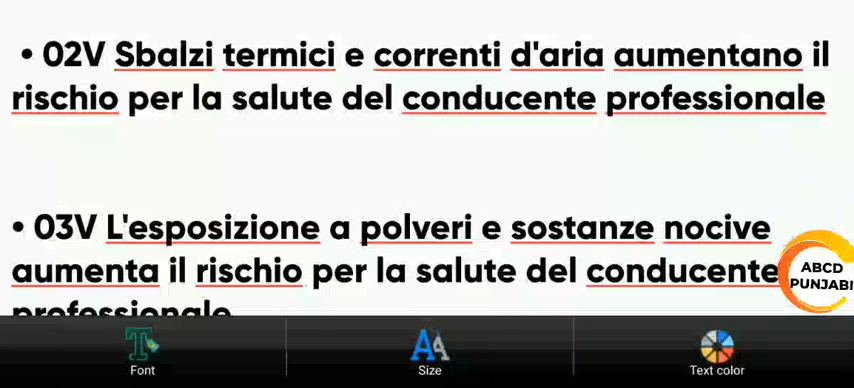 • 02V Sbalzi termici e correnti d'aria aumentano il
rischio per la salute del conducente professionale
• 03V L'esposizione a polveri e sostanze nocive
aumenta il rischio per la salute del conducente
professionale
ABCD
PUNJABI
Font
Size
Text color